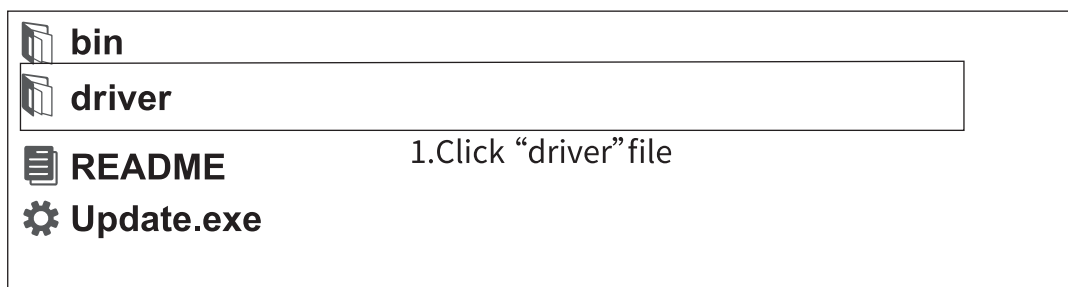 bin
driver
1.Click “driver”file
README
Update.exe